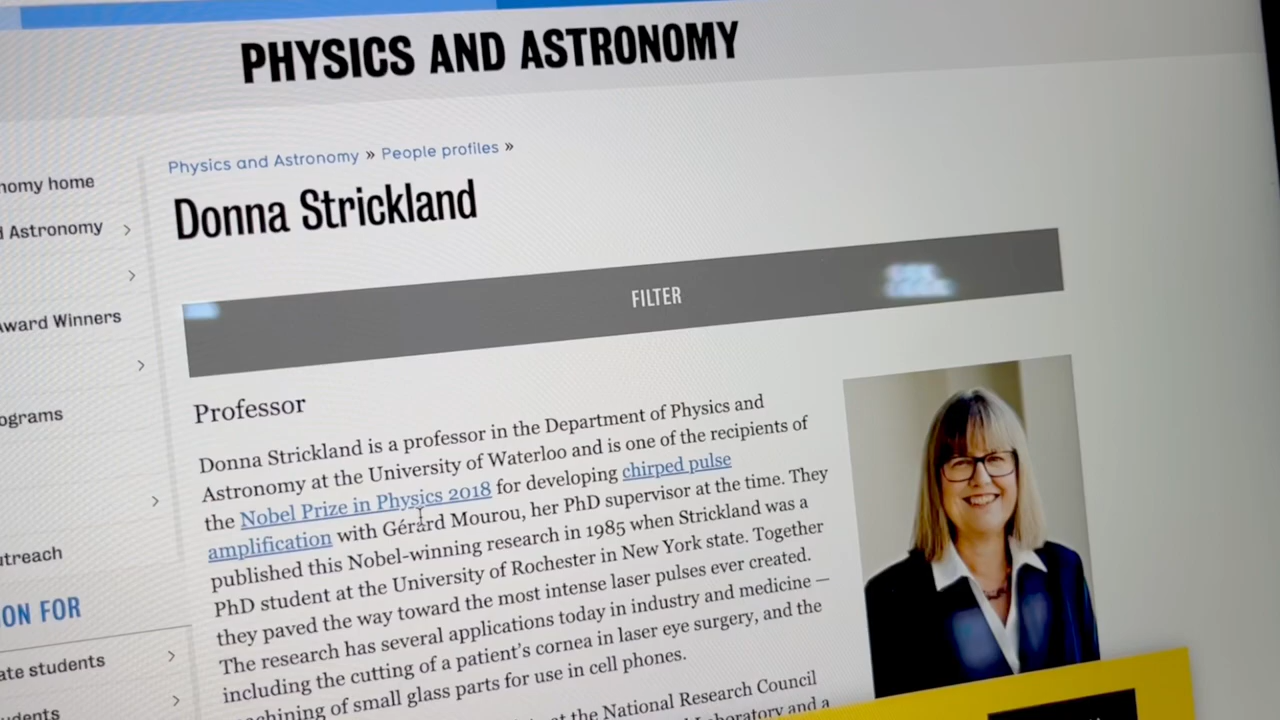 PHYSICS AND ASTRONOMY
Physics and Astronomy » People profiles »
Donna Strickland
nomy home
Astronomy
Award Winners
ograms
utreach
ON FOR
ate students
dents
FILTER
Professor
Donna Strickland is a professor in the Department of Physics and
Astronomy at the University of Waterloo and is one of the recipients of
the Nobel Prize in Physics 2018 for developing chirped pulse
amplification with Gérard Mourou, her PhD supervisor at the time. They
published this Nobel-winning research in 1985 when Strickland was a
PhD student at the University of Rochester in New York state. Together
they paved the way toward the most intense laser pulses ever created.
The research has several applications today in industry and medicine —
including the cutting of a patient's cornea in laser eye surgery, and the
machining of small glass parts for use in cell phones.
at the National Research Council
Laboratory and a